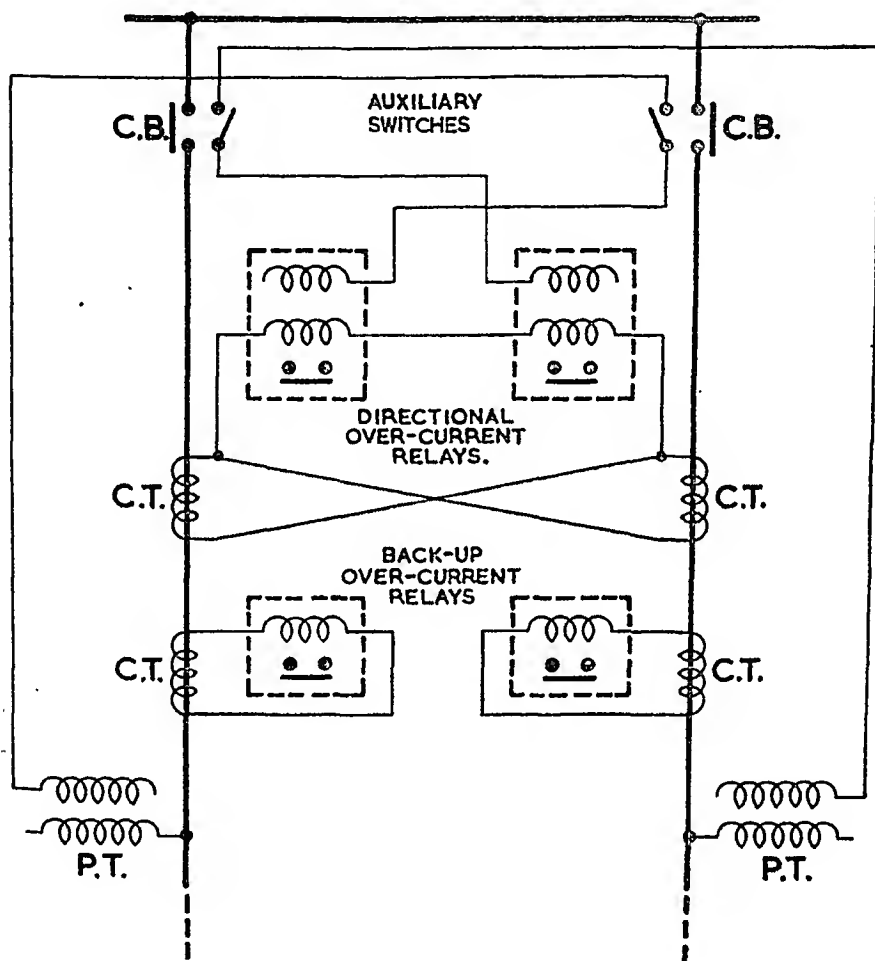 AUXILIARY
SWITCHES
C.B.
C.B.
DIRECTIONAL
OVER-CURRENT
RELAYS.
C.T.
C.T.
BACK-UP
OVER-CURRENT
RELAYS
C.T.
C.T.
P.T.
P.T.